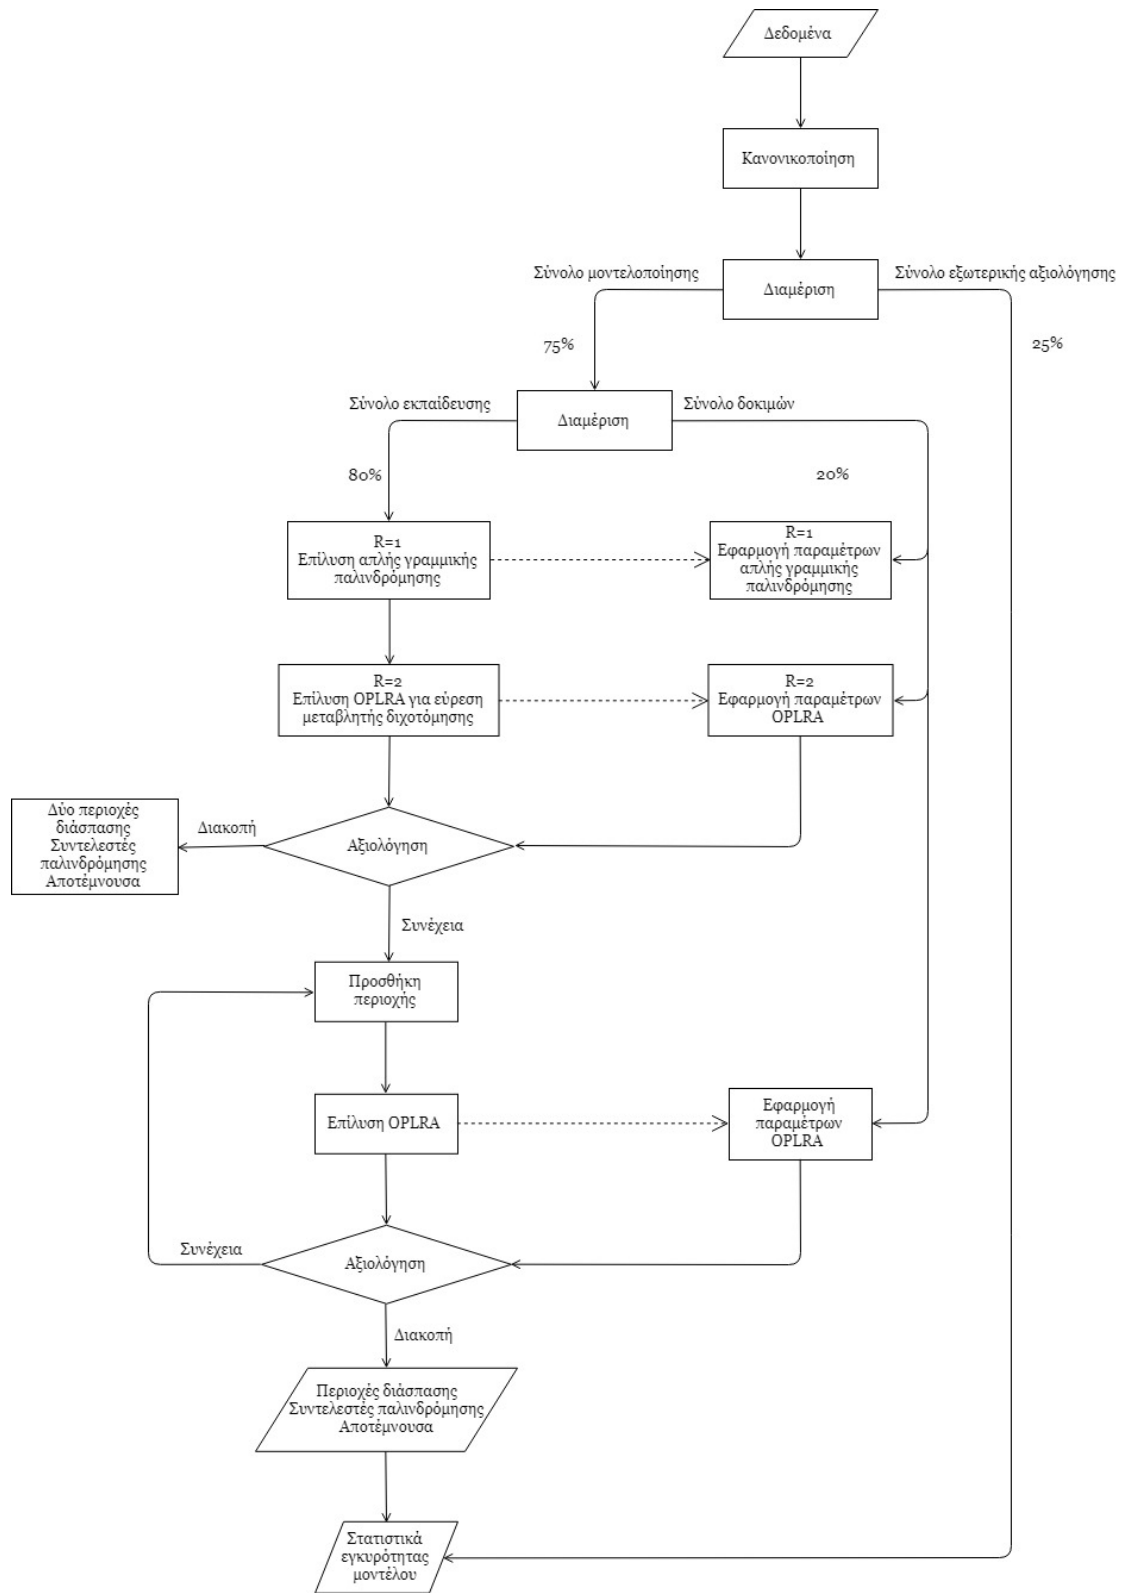 Δεδομένα
Κανονικοποίηση
Σύνολο μοντελοποίησης
Διαμέριση
Σύνολο εξωτερικής αξιολόγησης
75%
25%
Σύνολο εκπαίδευσης
Διαμέριση
Σύνολο δοκιμών
80%
20%
R=1
Επίλυση απλής γραμμικής
παλινδρόμησης
R=1
Εφαρμογή παραμέτρων
απλής γραμμικής
παλινδρόμησης
R=2
Επίλυση OPLRA για εύρεση
μεταβλητής διχοτόμησης
R=2
Εφαρμογή παραμέτρων
OPLRA
Δύο περιοχές
διάσπασης
Συντελεστές
παλινδρόμησης
Αποτέμνουσα
Διακοπή
Αξιολόγηση
Συνέχεια
Προσθήκη
περιοχής
Επίλυση OPLRA
Εφαρμογή
παραμέτρων
OPLRA
Συνέχεια
Αξιολόγηση
Διακοπή
Περιοχές διάσπασης
Συντελεστές παλινδρόμησης
Αποτέμνουσα
Στατιστικά
εγκυρότητας
μοντέλου